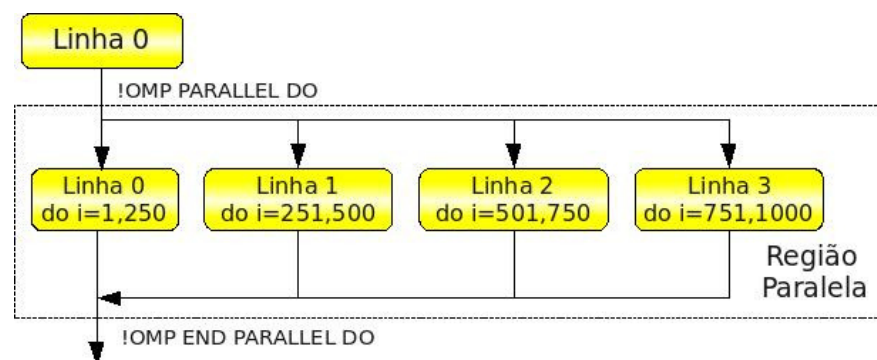 Linha 0
!OMP PARALLEL DO
Linha 0
do i=1,250
Linha 1
do i=251,500
Linha 2
do i=501,750
Linha 3
do i=751,1000
Região
Paralela
!OMP END PARALLEL DO